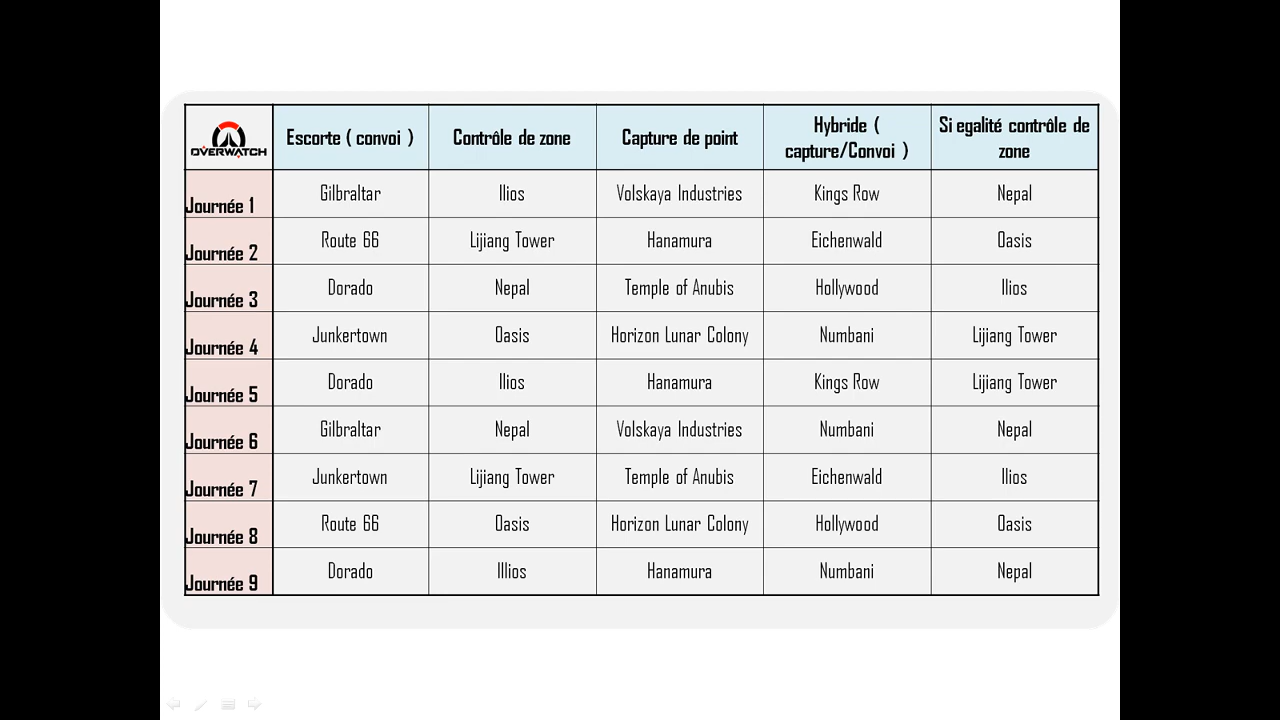 OVERWATCH
Escorte ( convoi )
Contrôle de zone
Capture de point
Hybride (
capture/Convoi )
Si egalité contrôle de
zone
Journée 1
Gilbraltar
Ilios
Volskaya Industries
Kings Row
Nepal
Journée 2
Route 66
Lijiang Tower
Hanamura
Eichenwald
Oasis
Journée 3
Dorado
Nepal
Temple of Anubis
Hollywood
Ilios
Journée 4
Junkertown
Oasis
Horizon Lunar Colony
Numbani
Lijiang Tower
Journée 5
Dorado
Ilios
Hanamura
Kings Row
Lijiang Tower
Journée 6
Gilbraltar
Nepal
Volskaya Industries
Numbani
Nepal
Journée 7
Junkertown
Lijiang Tower
Temple of Anubis
Eichenwald
Ilios
Journée 8
Route 66
Oasis
Horizon Lunar Colony
Hollywood
Oasis
Journée 9
Dorado
Illios
Hanamura
Numbani
Nepal